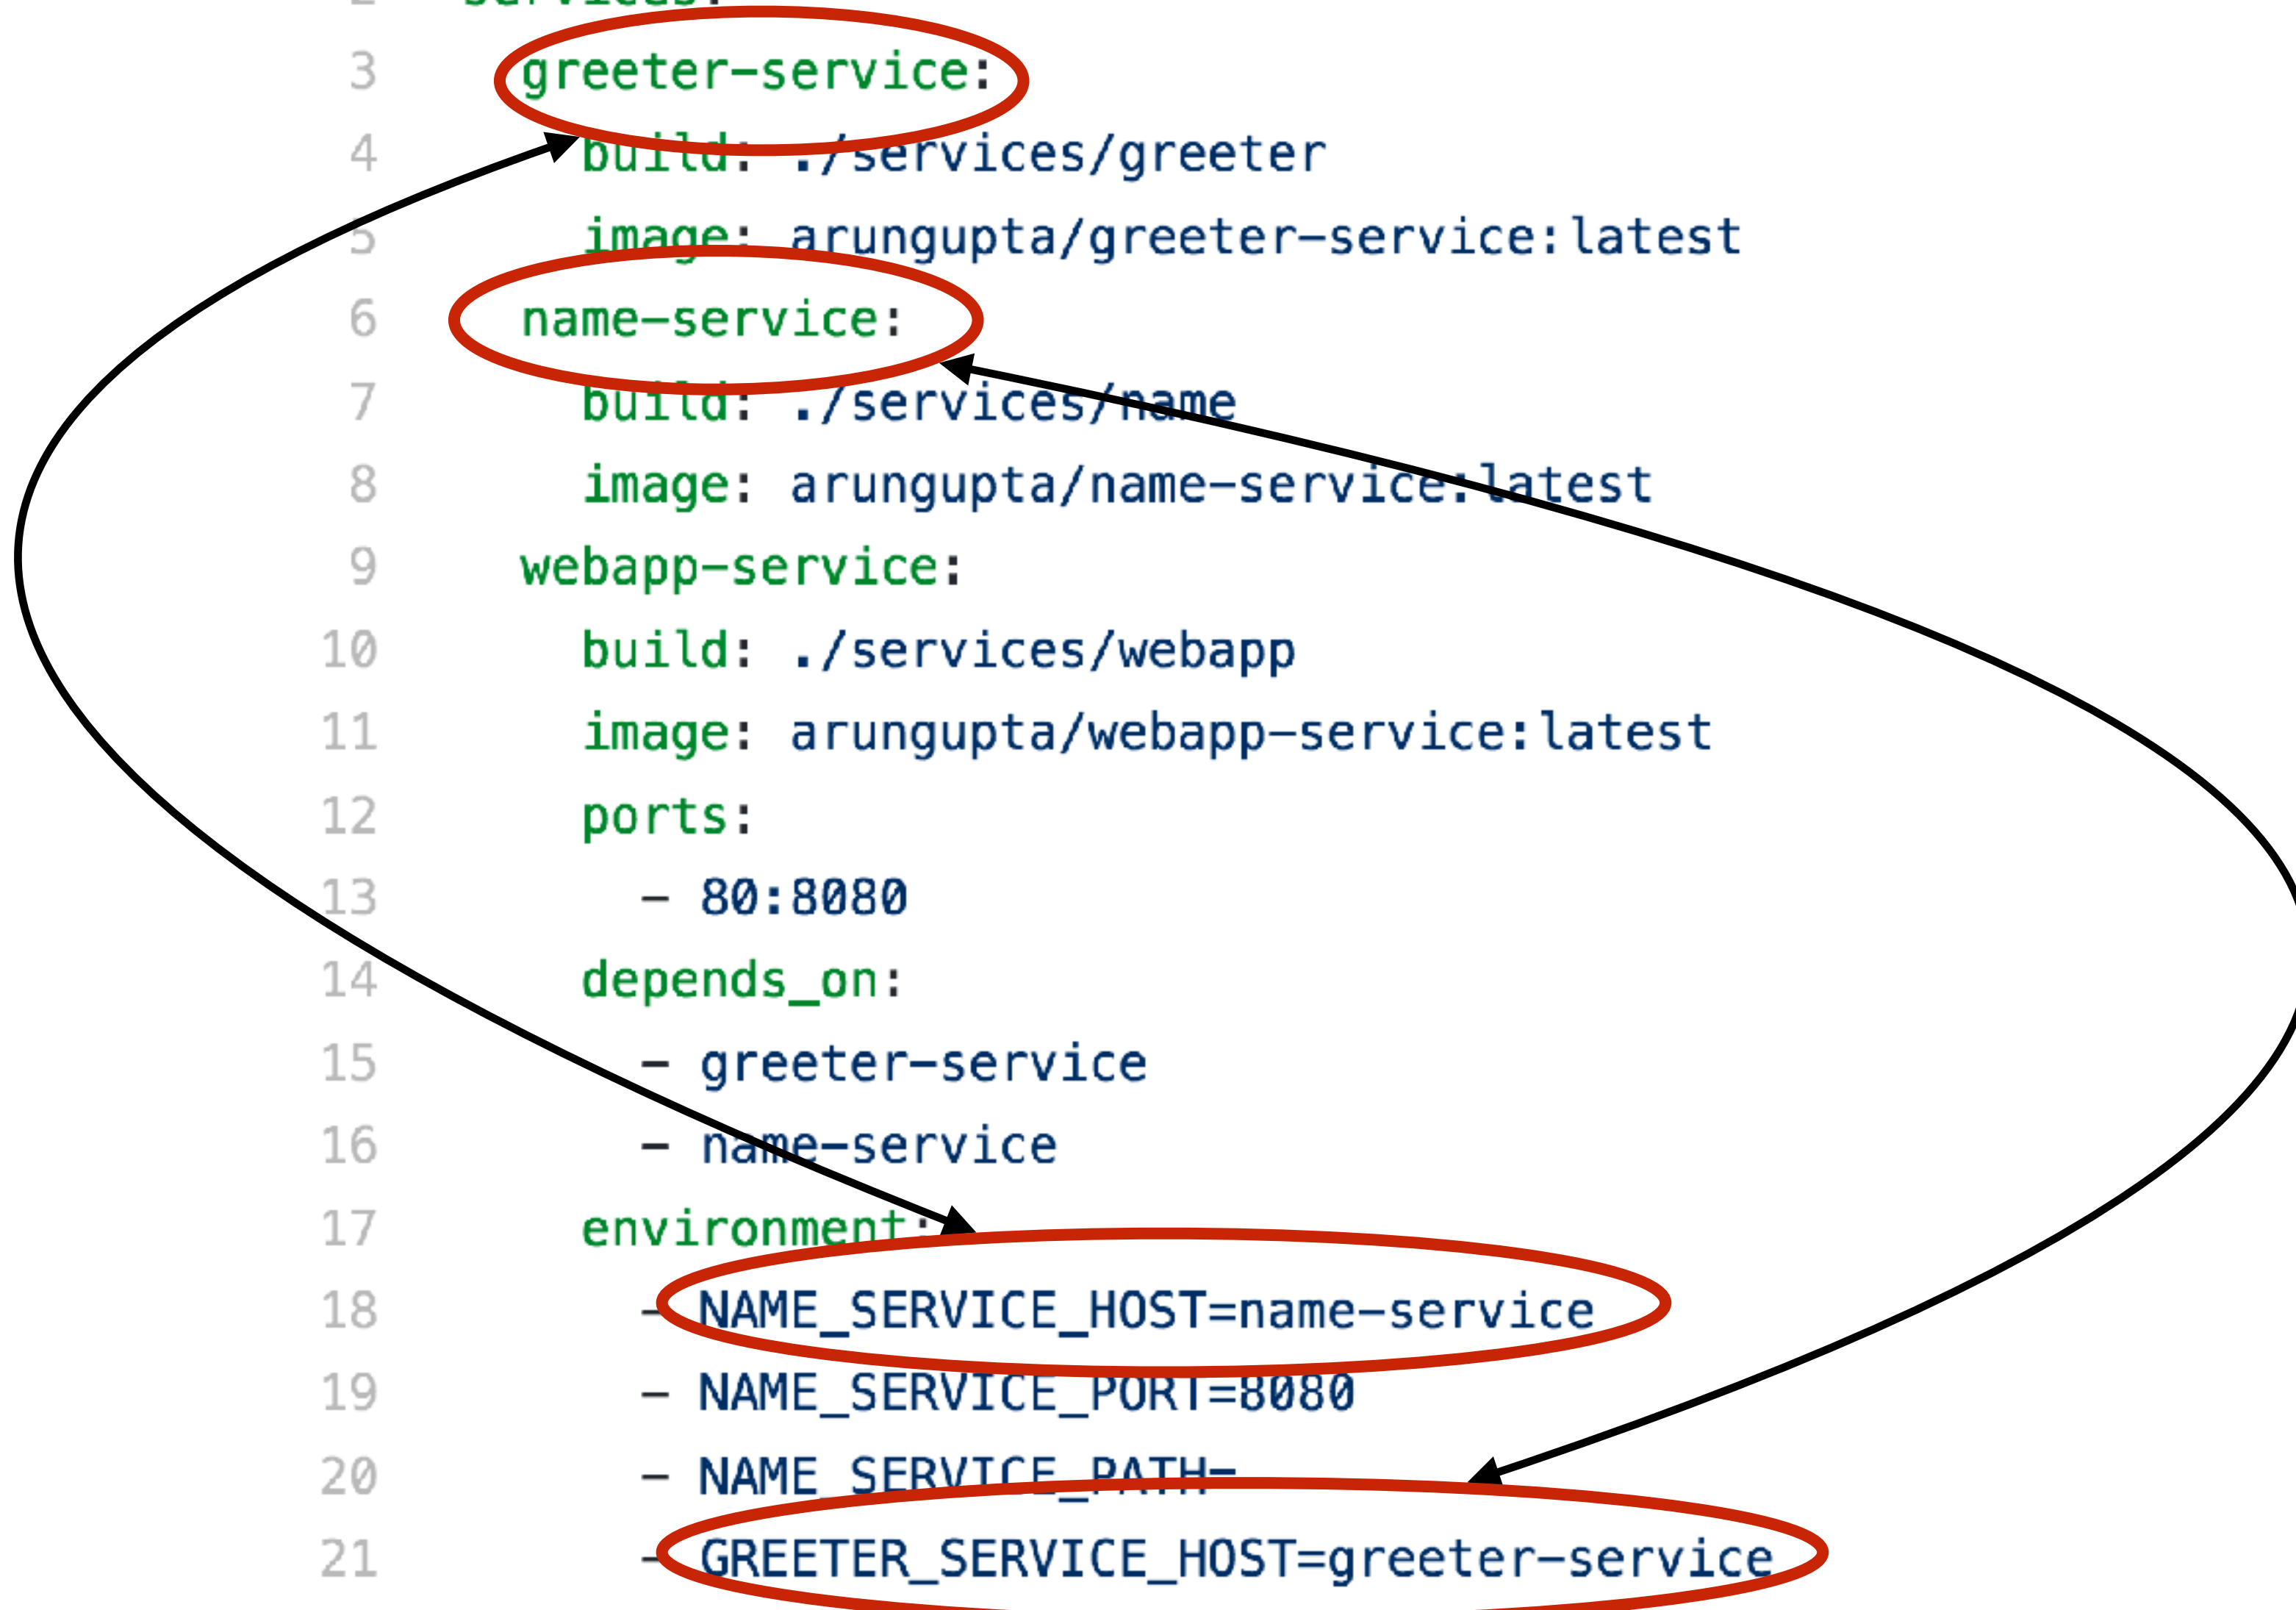 2 services:
3 greeter-service:
4 build: ./services/greeter
5 image: arungupta/greeter-service:latest
6 name-service:
7 build: ./services/name
8 image: arungupta/name-service:latest
9 webapp-service:
10 build: ./services/webapp
11 image: arungupta/webapp-service:latest
12 ports:
13 - 80:8080
14 depends_on:
15 - greeter-service
16 - name-service
17 environment:
18 - NAME_SERVICE_HOST=name-service
19 - NAME_SERVICE_PORT=8080
20 - NAME_SERVICE_PATH=
21 - GREETER_SERVICE_HOST=greeter-service